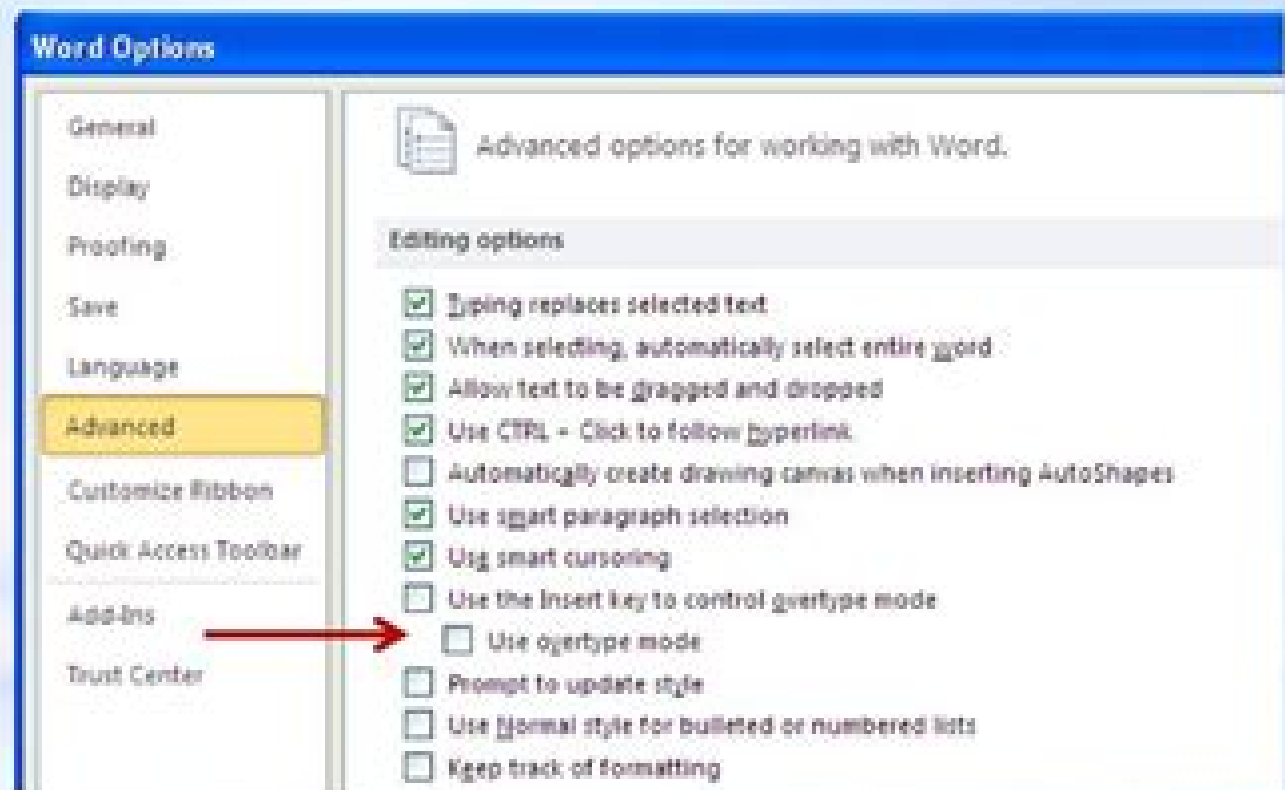 Word Options
General
Display
Proofing
Save
Language
Advanced
Customize Ribbon
Quick Access Toolbar
Add-Ins
Trust Center
Advanced options for working with Word.
Editing options
Typing replaces selected text
When selecting, automatically select entire word
Allow text to be dragged and dropped
Use CTRL + Click to follow hyperlink
Automatically create drawing canvas when inserting AutoShapes
Use smart paragraph selection
Use smart cursoring
Use the Insert key to control overtype mode
Use overtype mode
Prompt to update style
Use Normal style for bulleted or numbered lists
Keep track of formatting